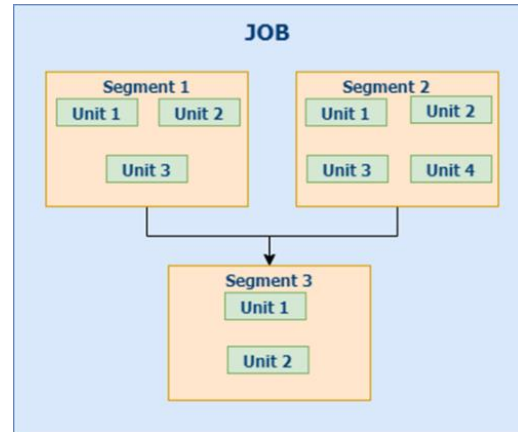 JOB
Segment 1
Unit 1
Unit 2
Unit 3
Segment 2
Unit 1
Unit 2
Unit 3
Unit 4
Segment 3
Unit 1
Unit 2